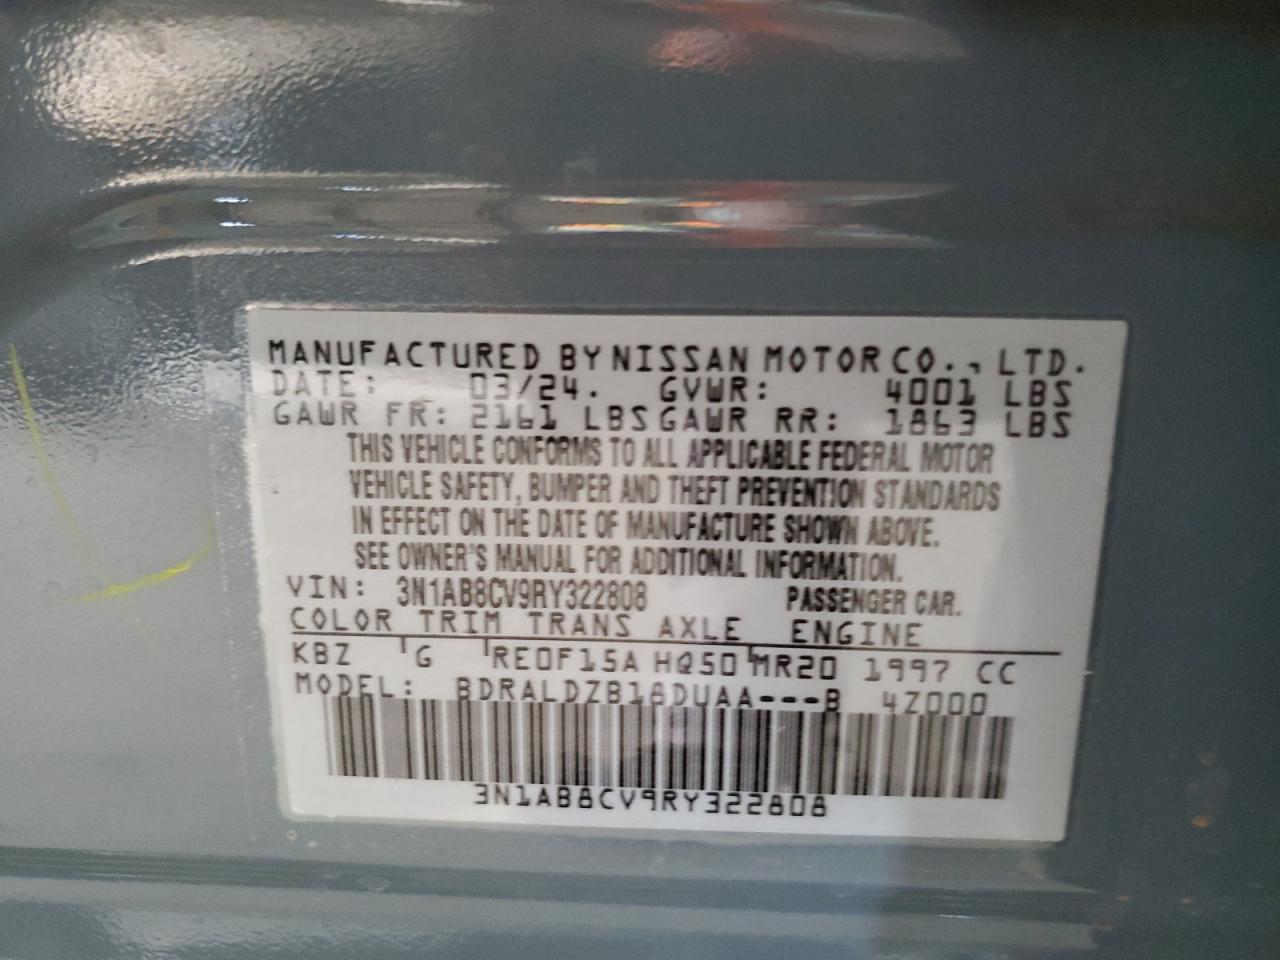 MANUFACTURED BY NISSAN MOTOR CO., LTD.
DATE: 03/24. GVWR: 4001 LBS
GAWR FR: 2161 LBS GAWR RR: 1863 LBS
THIS VEHICLE CONFORMS TO ALL APPLICABLE FEDERAL MOTOR
VEHICLE SAFETY, BUMPER AND THEFT PREVENTION STANDARDS
IN EFFECT ON THE DATE OF MANUFACTURE SHOWN ABOVE.
SEE OWNER'S MANUAL FOR ADDITIONAL INFORMATION.
VIN: 3N1AB8CV9RY322808 PASSENGER CAR.
COLOR TRIM TRANS AXLE ENGINE
KBZ G RE0F15A HQ50 MR20 1997 CC
MODEL: BDRALDZB18DUAA---B 4Z000
3N1AB8CV9RY322808